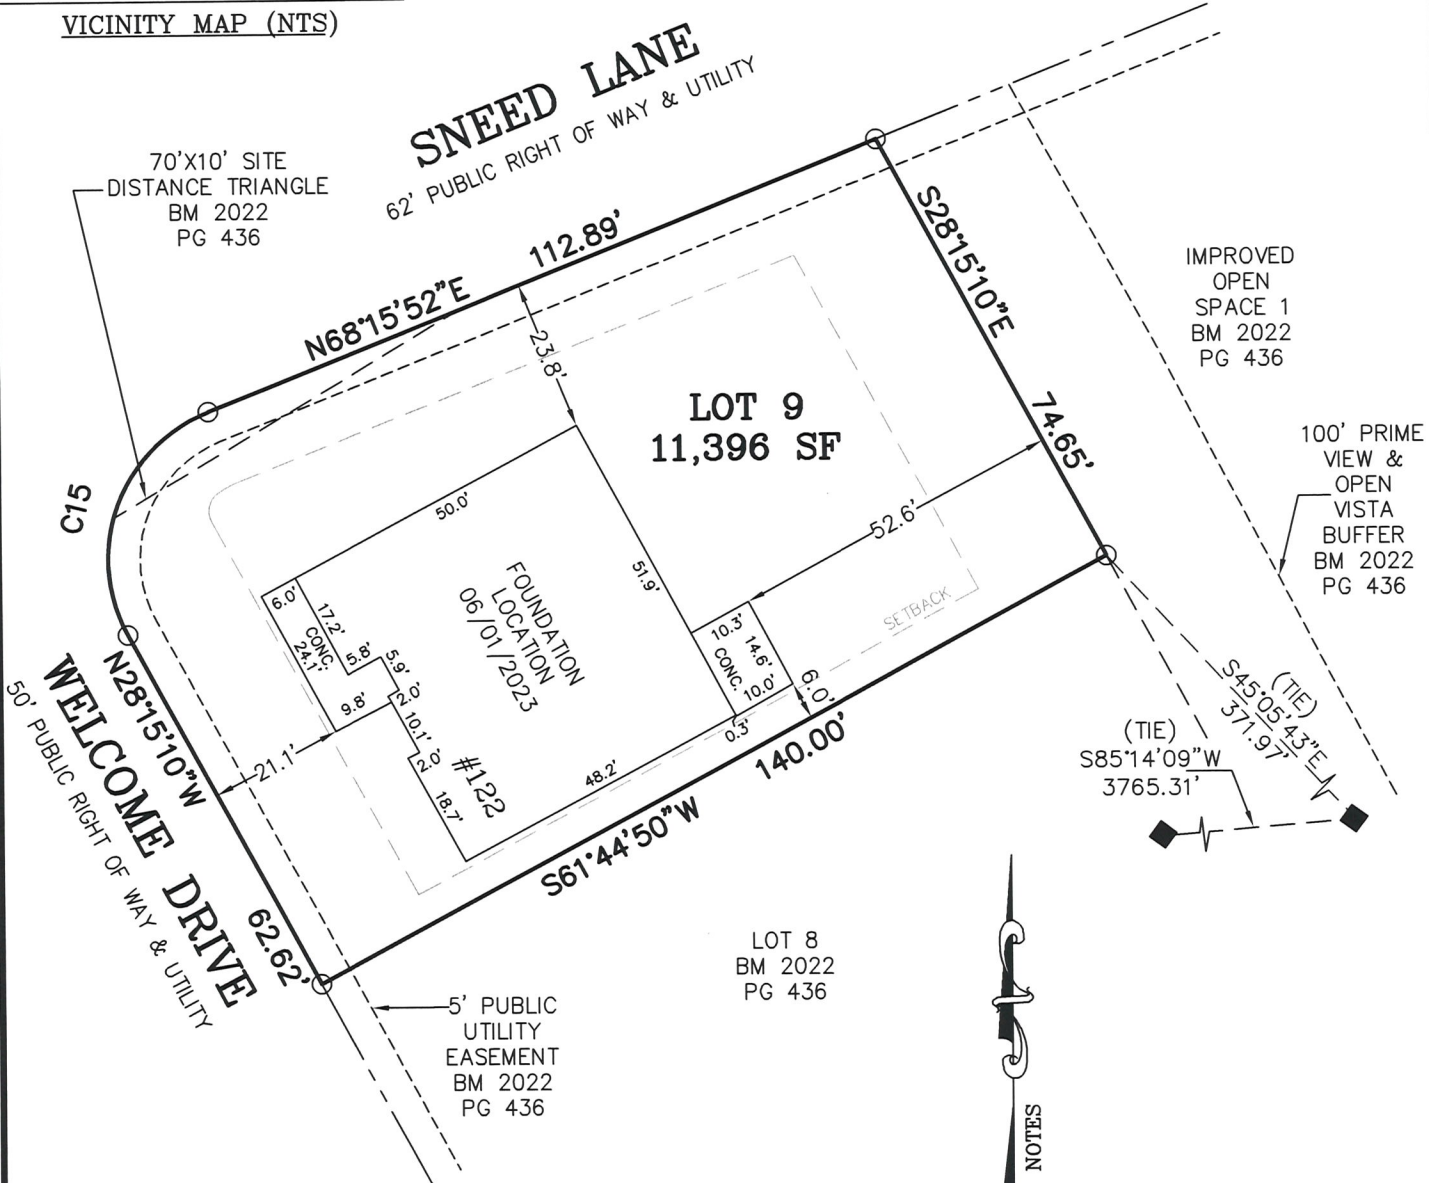 VICINITY MAP (NTS)
SNEED LANE
62' PUBLIC RIGHT OF WAY & UTILITY
70'X10' SITE
DISTANCE TRIANGLE
BM 2022
PG 436
112.89'
N68°15'52"E
S28°15'10"E
74.65'
IMPROVED
OPEN
SPACE 1
BM 2022
PG 436
23.8'
LOT 9
11,396 SF
100' PRIME
VIEW &
OPEN
VISTA
BUFFER
BM 2022
PG 436
C15
50.0'
52.6'
51.9'
FOUNDATION
LOCATION
06/01/2023
SETBACK
6.0'
17.2'
CONC.
24.1'
5.8'
5.9'
2.0'
9.8'
10.1'
2.0'
18.7'
#122
10.3'
14.6'
CONC.
10.0'
6.0'
0.3'
48.2'
21.1'
N28°15'10"W
62.62'
WELCOME DRIVE
50' PUBLIC RIGHT OF WAY & UTILITY
140.00'
S61°44'50"W
(TIE)
S45°05'43"E
371.97'
(TIE)
S85°14'09"W
3765.31'
LOT 8
BM 2022
PG 436
5' PUBLIC
UTILITY
EASEMENT
BM 2022
PG 436
NOTES